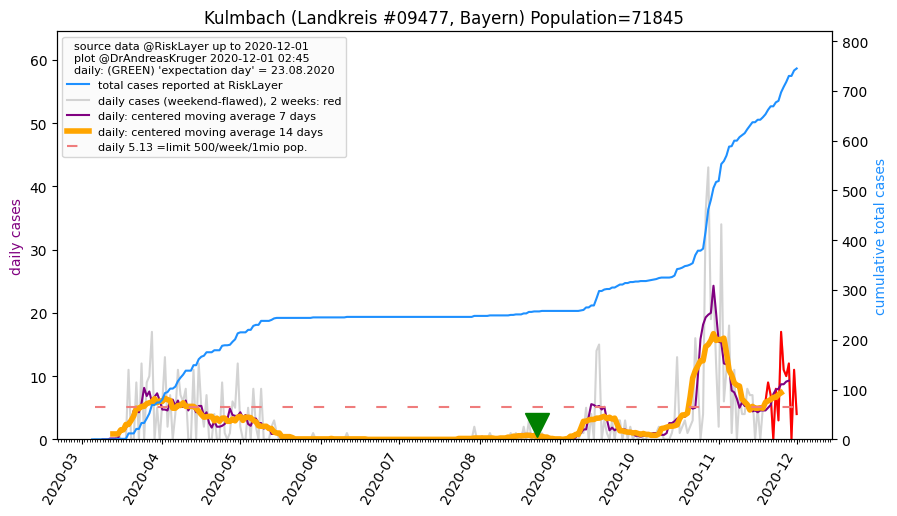 Kulmbach (Landkreis #09477, Bayern) Population=71845
source data @RiskLayer up to 2020-12-01
plot @DrAndreasKruger 2020-12-01 02:45
daily: (GREEN) 'expectation day' = 23.08.2020
total cases reported at RiskLayer
daily cases (weekend-flawed), 2 weeks: red
daily: centered moving average 7 days
daily: centered moving average 14 days
daily 5.13 =limit 500/week/1mio pop.
daily cases
60
50
40
30
20
10
0
cumulative total cases
800
700
600
500
400
300
200
100
0
2020-03
2020-04
2020-05
2020-06
2020-07
2020-08
2020-09
2020-10
2020-11
2020-12